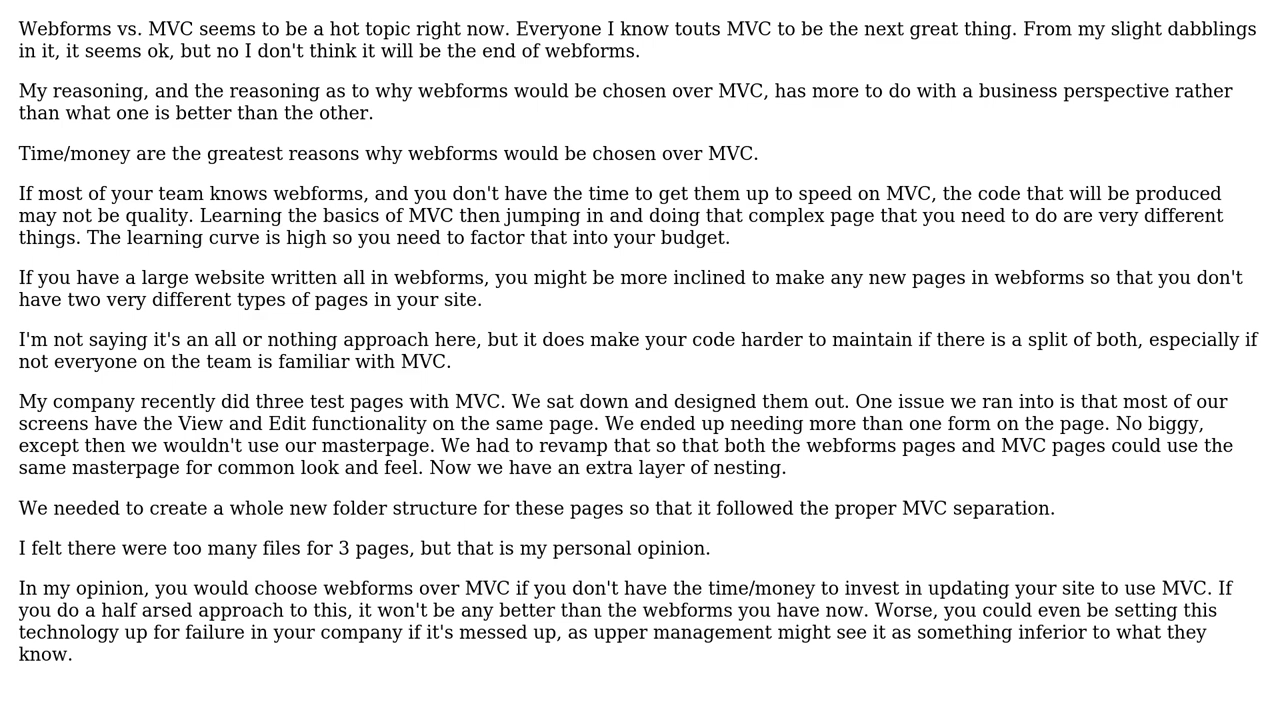 Webforms vs. MVC seems to be a hot topic right now. Everyone I know touts MVC to be the next great thing. From my slight dabblings
in it, it seems ok, but no I don't think it will be the end of webforms.
My reasoning, and the reasoning as to why webforms would be chosen over MVC, has more to do with a business perspective rather
than what one is better than the other.
Time/money are the greatest reasons why webforms would be chosen over MVC.
If most of your team knows webforms, and you don't have the time to get them up to speed on MVC, the code that will be produced
may not be quality. Learning the basics of MVC then jumping in and doing that complex page that you need to do are very different
things. The learning curve is high so you need to factor that into your budget.
If you have a large website written all in webforms, you might be more inclined to make any new pages in webforms so that you don't
have two very different types of pages in your site.
I'm not saying it's an all or nothing approach here, but it does make your code harder to maintain if there is a split of both, especially if
not everyone on the team is familiar with MVC.
My company recently did three test pages with MVC. We sat down and designed them out. One issue we ran into is that most of our
screens have the View and Edit functionality on the same page. We ended up needing more than one form on the page. No biggy,
except then we wouldn't use our masterpage. We had to revamp that so that both the webforms pages and MVC pages could use the
same masterpage for common look and feel. Now we have an extra layer of nesting.
We needed to create a whole new folder structure for these pages so that it followed the proper MVC separation.
I felt there were too many files for 3 pages, but that is my personal opinion.
In my opinion, you would choose webforms over MVC if you don't have the time/money to invest in updating your site to use MVC. If
you do a half arsed approach to this, it won't be any better than the webforms you have now. Worse, you could even be setting this
technology up for failure in your company if it's messed up, as upper management might see it as something inferior to what they
know.